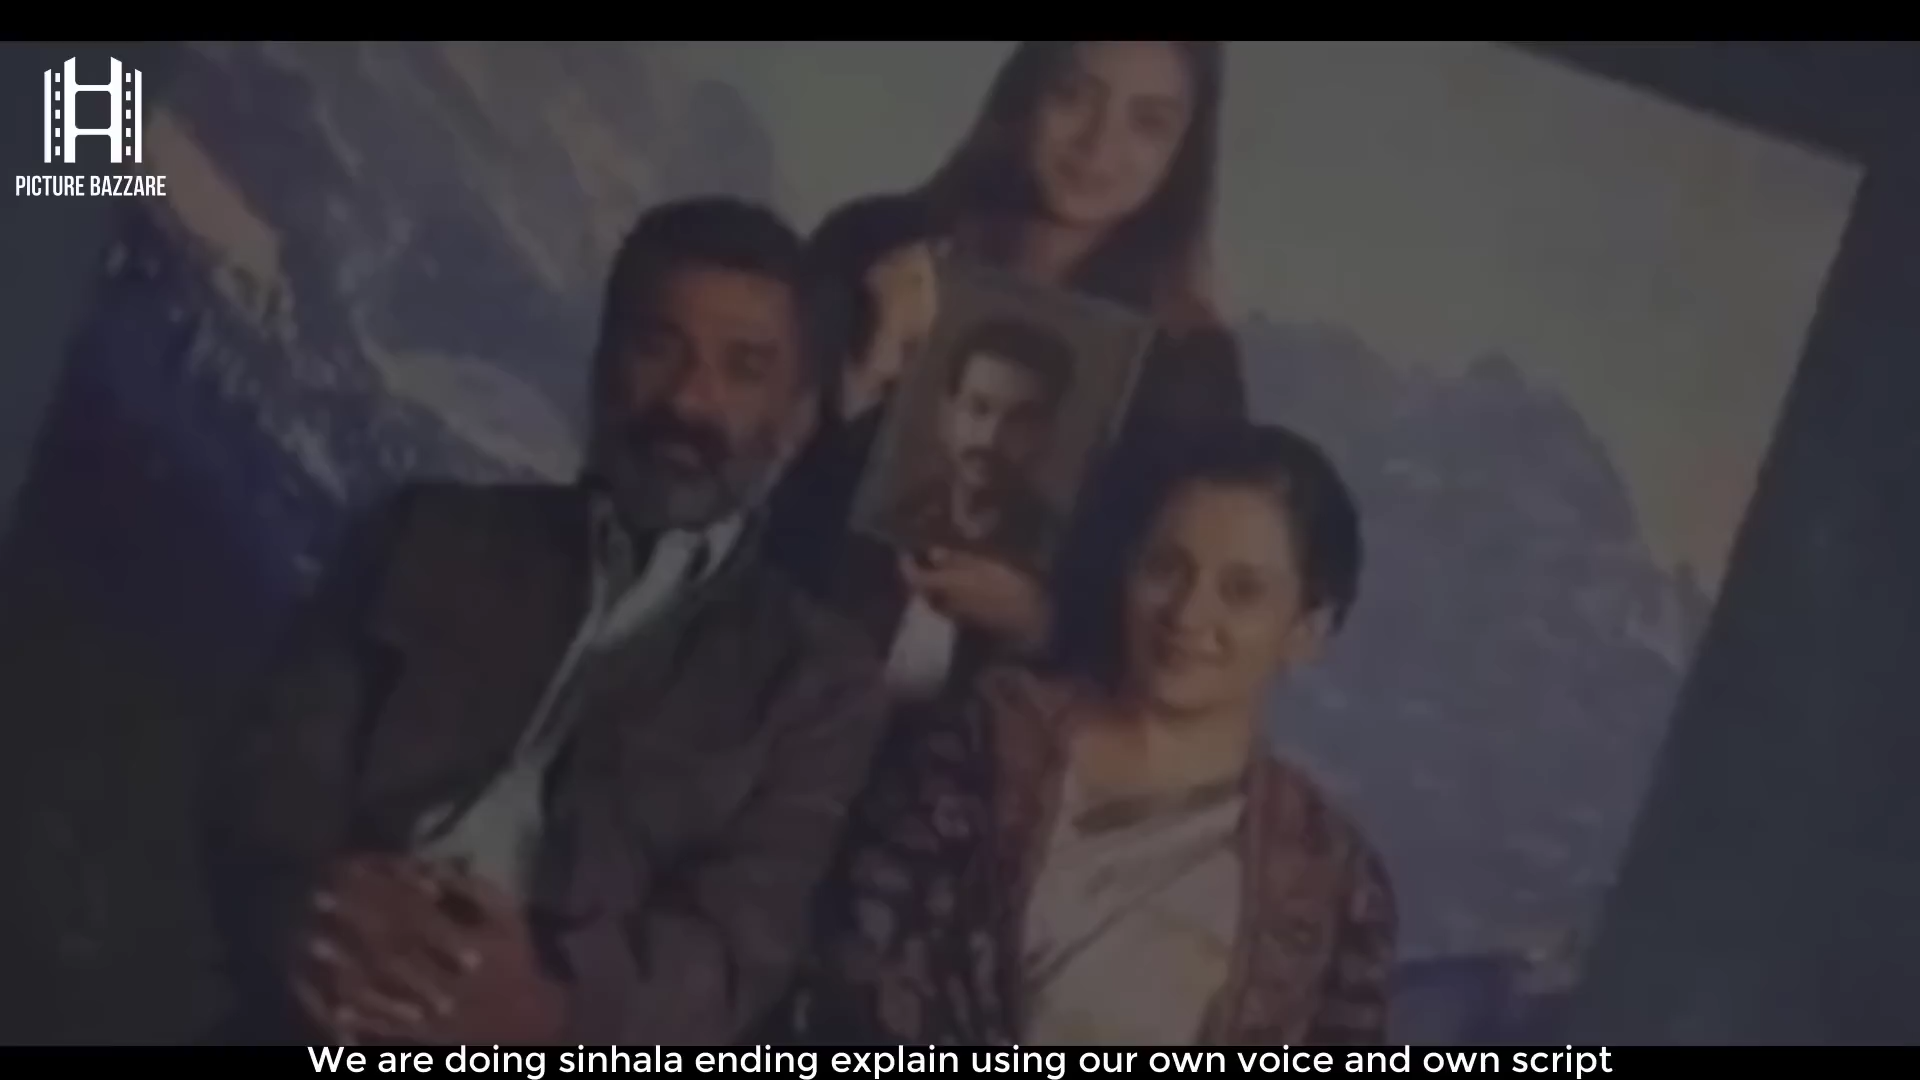 PICTURE BAZZARE
We are doing sinhala ending explain using our own voice and own script